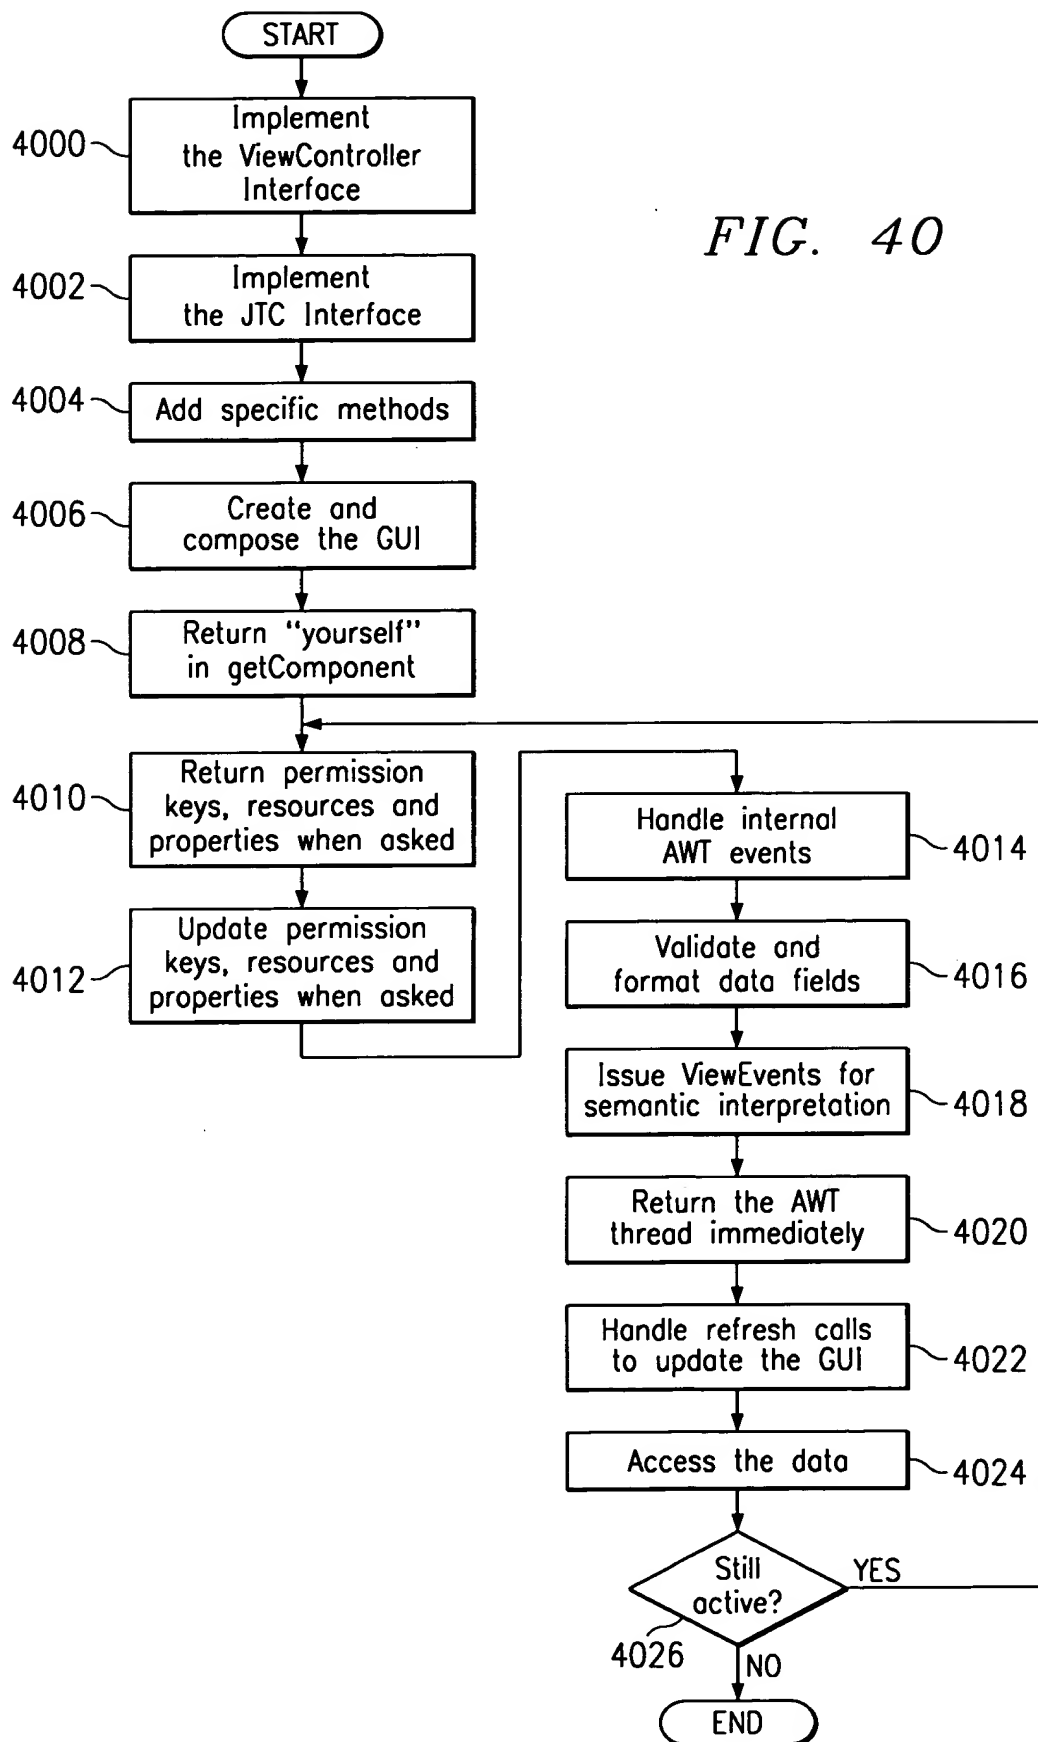 START
4000
Implement
the ViewController
Interface
FIG. 40
4002
Implement
the JTC Interface
4004
Add specific methods
4006
Create and
compose the GUI
4008
Return “yourself”
in getComponent
4010
Return permission
keys, resources and
properties when asked
4012
Update permission
keys, resources and
properties when asked
Handle internal
AWT events
4014
Validate and
format data fields
4016
Issue ViewEvents for
semantic interpretation
4018
Return the AWT
thread immediately
4020
Handle refresh calls
to update the GUI
4022
Access the data
4024
Still
active?
YES
4026
NO
END